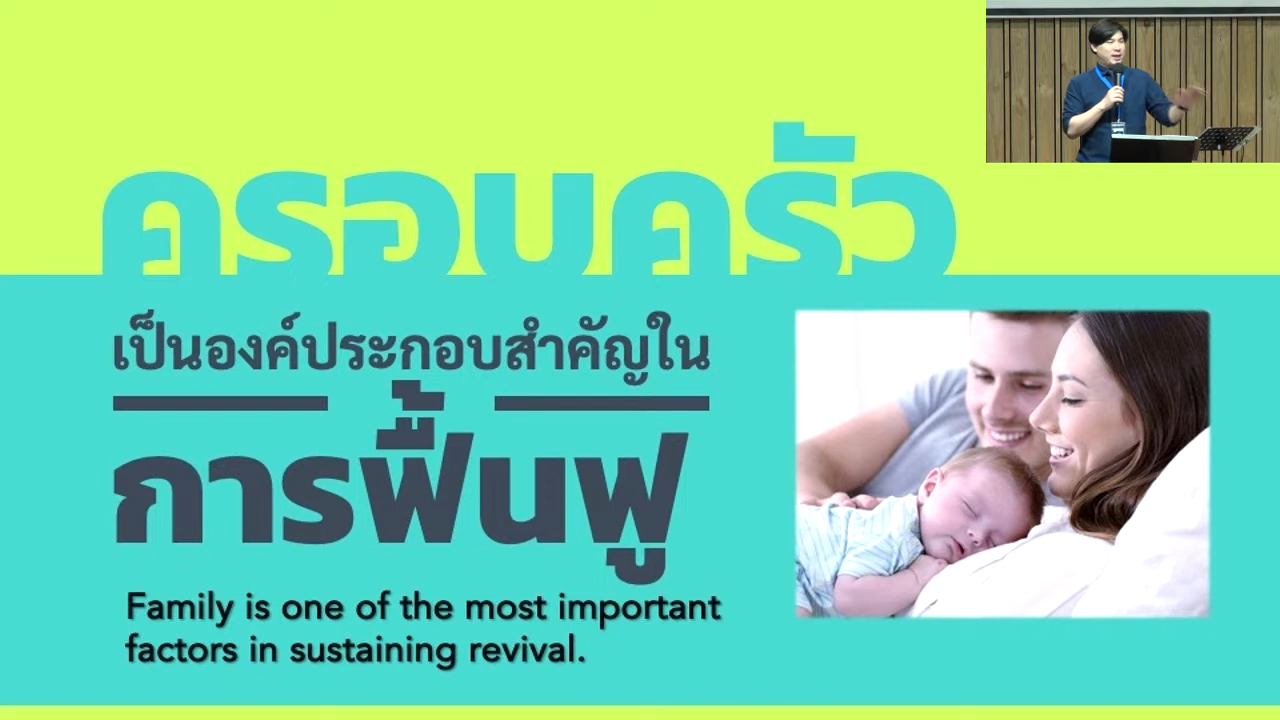 ครอบครัว
เป็นองค์ประกอบสำคัญใน
การฟื้นฟู
Family is one of the most important
factors in sustaining revival.